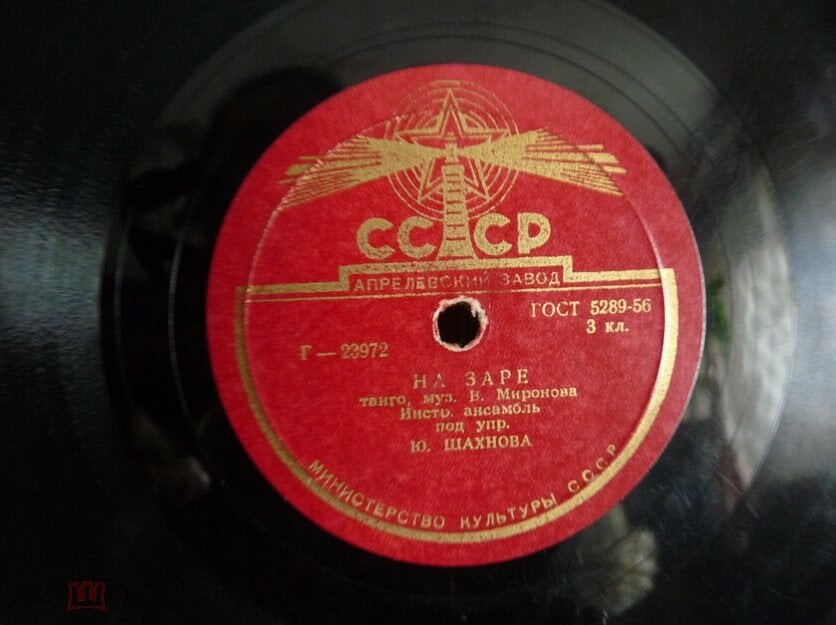 СССР
АПРЕЛЕВСКИЙ ЗАВОД
ГОСТ 5289-56
3 кл.
Г — 23972
НА ЗАРЕ
танго, муз. В. Миронова
Инстр. ансамбль
под упр.
Ю. ШАХНОВА
МИНИСТЕРСТВО КУЛЬТУРЫ СССР